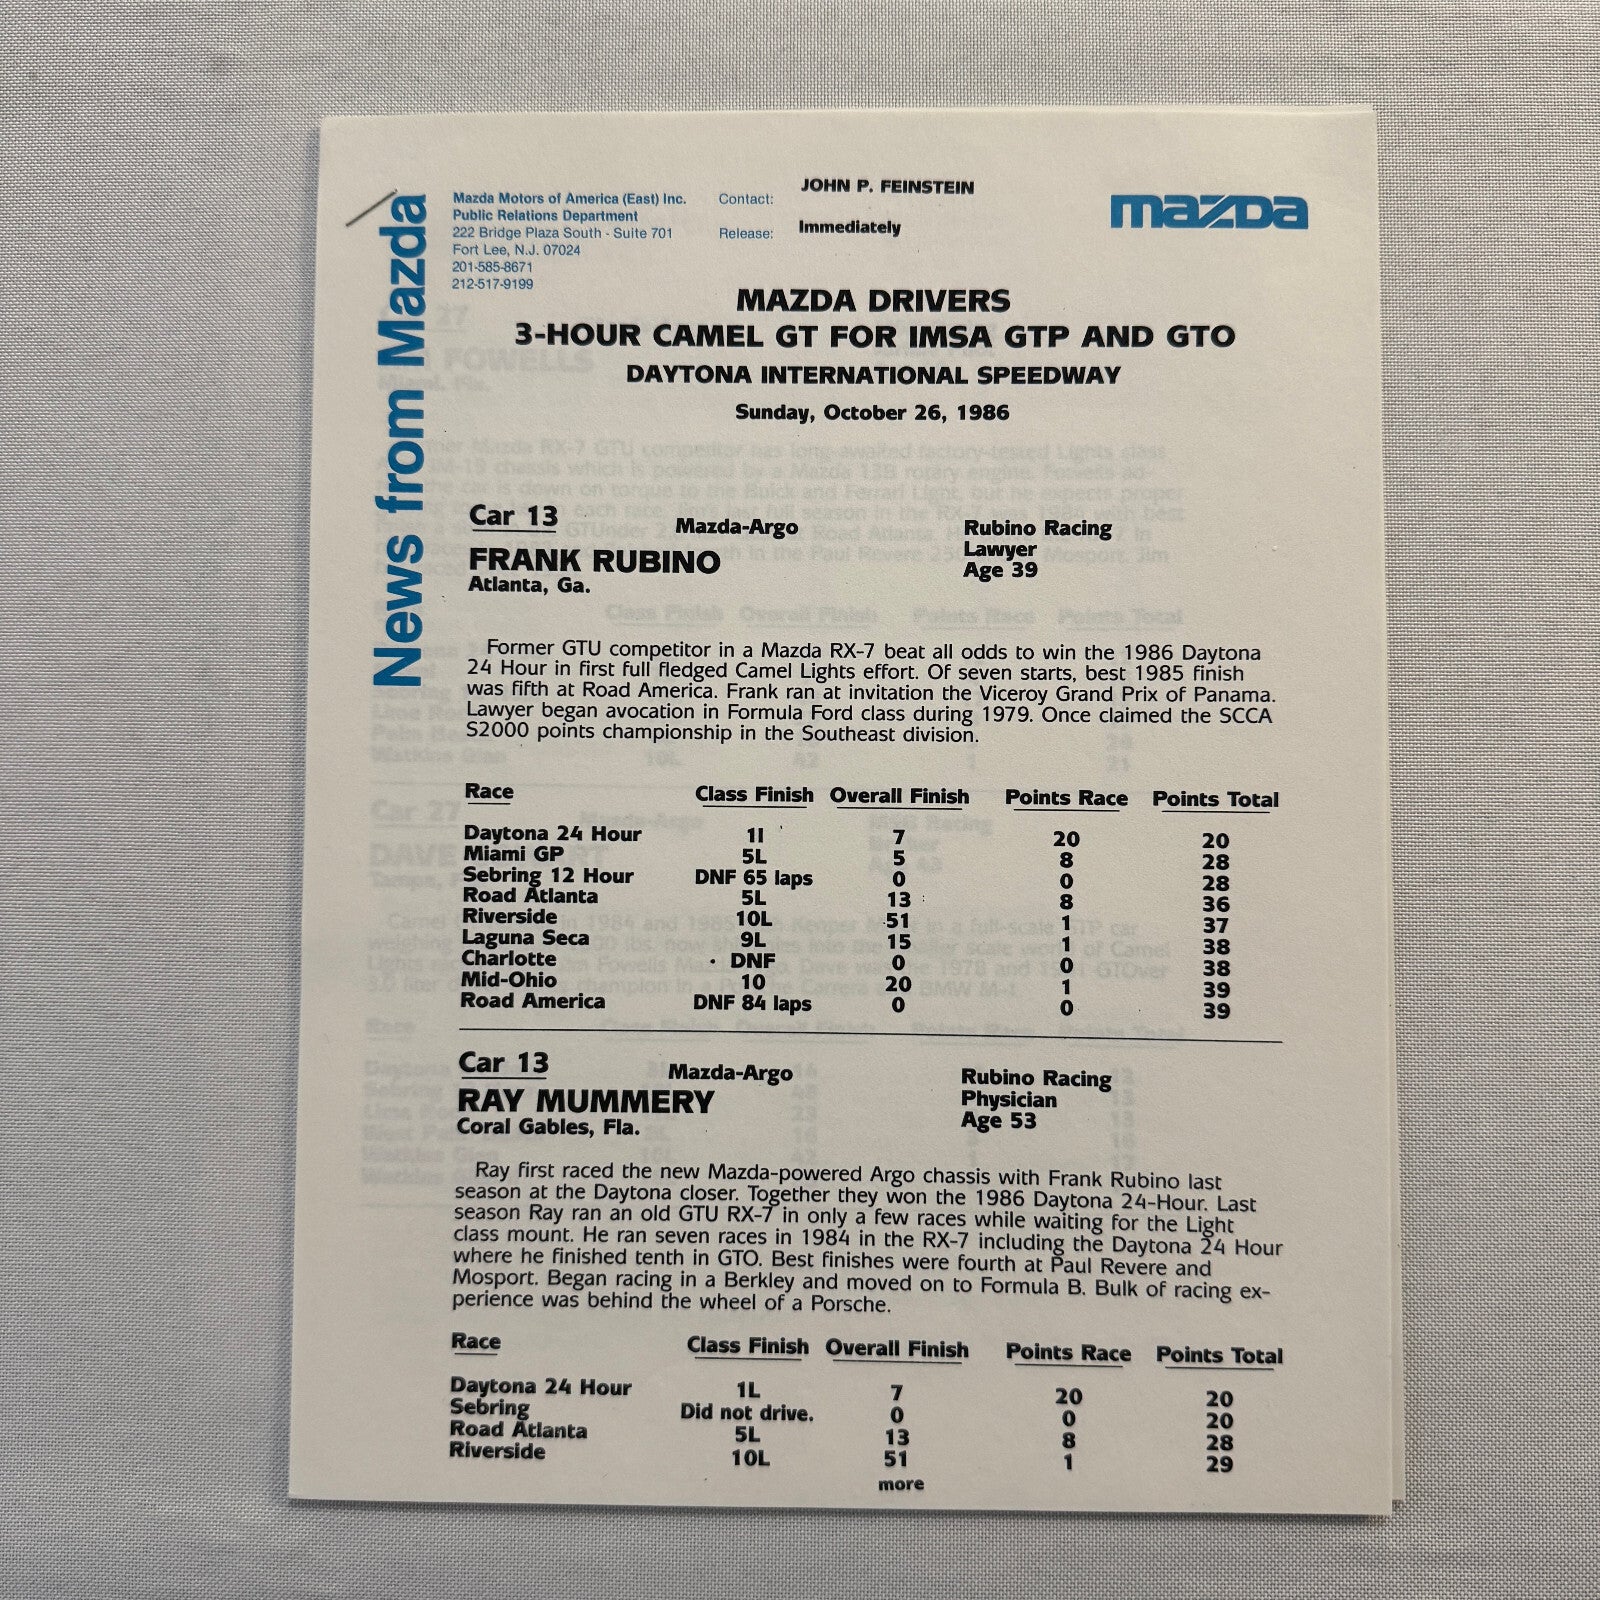 News from Mazda
Mazda Motors of America (East) Inc.
Public Relations Department
222 Bridge Plaza South - Suite 701
Fort Lee, N.J. 07024
201-585-8671
212-517-9199
Contact: JOHN P. FEINSTEIN
Release: Immediately
mazda
MAZDA DRIVERS
3-HOUR CAMEL GT FOR IMSA GTP AND GTO
DAYTONA INTERNATIONAL SPEEDWAY
Sunday, October 26, 1986
Car 13 Mazda-Argo Rubino Racing
FRANK RUBINO Lawyer
Atlanta, Ga. Age 39
Former GTU competitor in a Mazda RX-7 beat all odds to win the 1986 Daytona
24 Hour in first full fledged Camel Lights effort. Of seven starts, best 1985 finish
was fifth at Road America. Frank ran at invitation the Viceroy Grand Prix of Panama.
Lawyer began avocation in Formula Ford class during 1979. Once claimed the SCCA
S2000 points championship in the Southeast division.
Race Class Finish Overall Finish Points Race Points Total
Daytona 24 Hour 1l 7 20 20
Miami GP 5L 5 8 28
Sebring 12 Hour DNF 65 laps 0 0 28
Road Atlanta 5L 13 8 36
Riverside 10L 51 1 37
Laguna Seca 9L 15 1 38
Charlotte DNF 0 0 38
Mid-Ohio 10 20 1 39
Road America DNF 84 laps 0 0 39
Car 13 Mazda-Argo Rubino Racing
RAY MUMMERY Physician
Coral Gables, Fla. Age 53
Ray first raced the new Mazda-powered Argo chassis with Frank Rubino last
season at the Daytona closer. Together they won the 1986 Daytona 24-Hour. Last
season Ray ran an old GTU RX-7 in only a few races while waiting for the Light
class mount. He ran seven races in 1984 in the RX-7 including the Daytona 24 Hour
where he finished tenth in GTO. Best finishes were fourth at Paul Revere and
Mosport. Began racing in a Berkley and moved on to Formula B. Bulk of racing ex-
perience was behind the wheel of a Porsche.
Race Class Finish Overall Finish Points Race Points Total
Daytona 24 Hour 1L 7 20 20
Sebring Did not drive. 0 0 20
Road Atlanta 5L 13 8 28
Riverside 10L 51 1 29
more